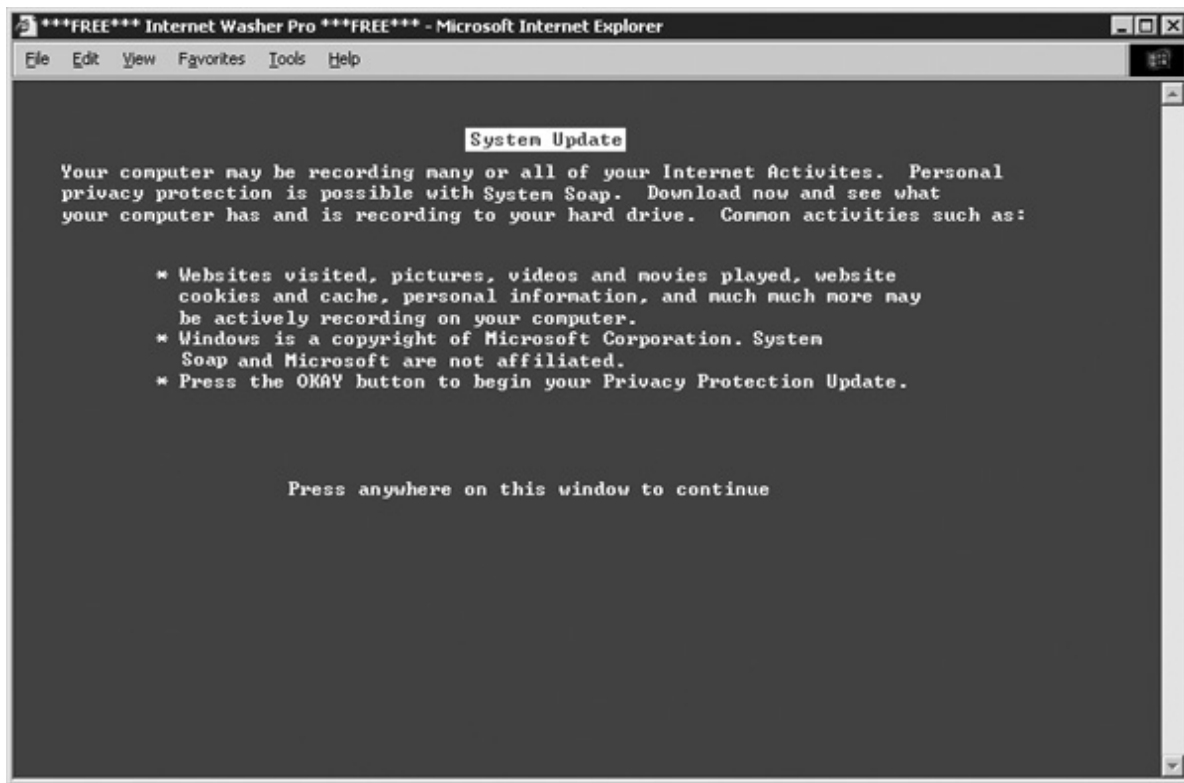 ***FREE*** Internet Washer Pro ***FREE*** - Microsoft Internet Explorer
File Edit View Favorites Tools Help
System Update
Your computer may be recording many or all of your Internet Activites. Personal
privacy protection is possible with System Soap. Download now and see what
your computer has and is recording to your hard drive. Common activities such as:
* Websites visited, pictures, videos and movies played, website
cookies and cache, personal information, and much much more may
be actively recording on your computer.
* Windows is a copyright of Microsoft Corporation. System
Soap and Microsoft are not affiliated.
* Press the OKAY button to begin your Privacy Protection Update.
Press anywhere on this window to continue